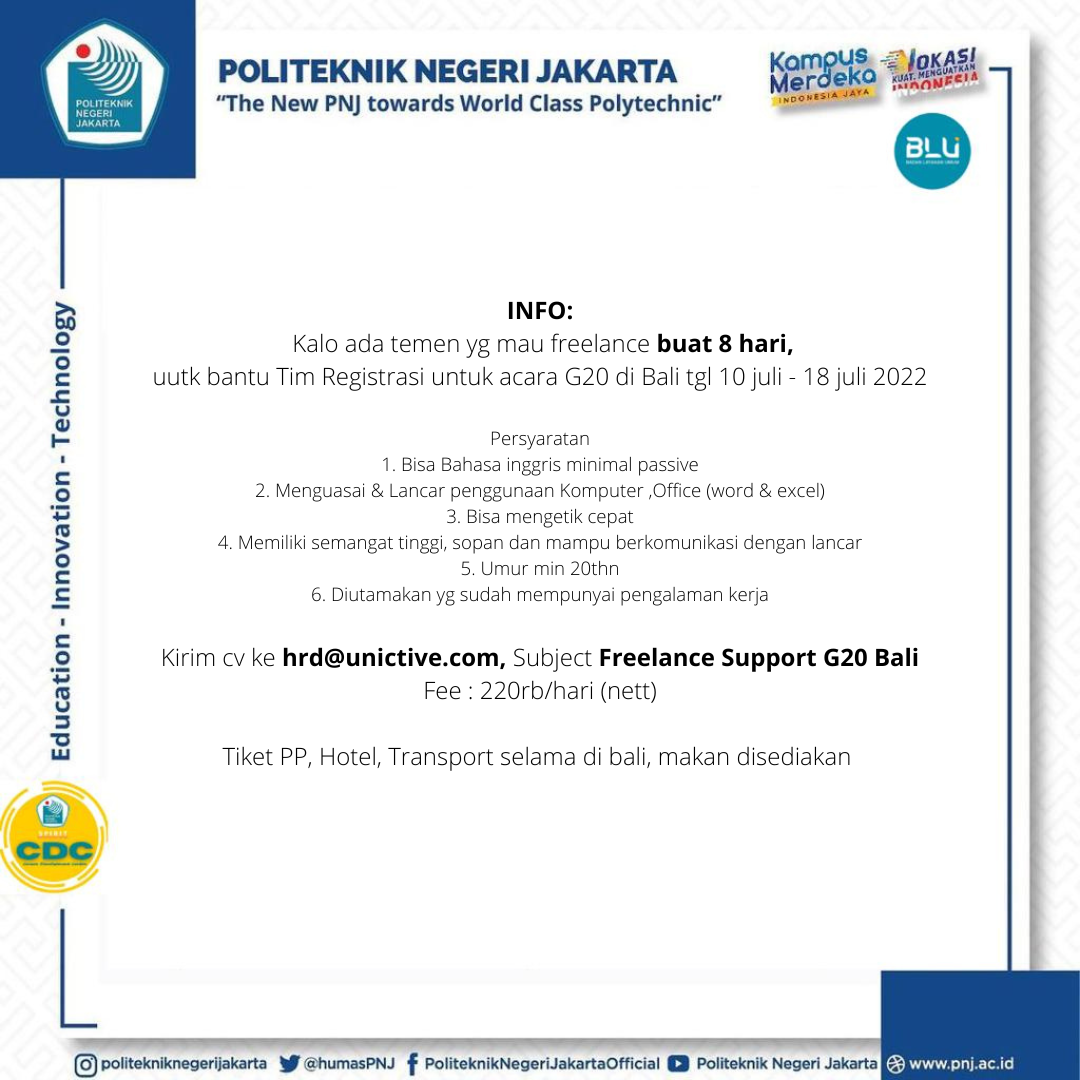 POLITEKNIK NEGERI JAKARTA
“The New PNJ towards World Class Polytechnic”
POLITEKNIK
NEGERI
JAKARTA
Kampus
Merdeka
INDONESIA JAYA
VOKASI
KUAT, MENGUATKAN
INDONESIA
BLU
BADAN LAYANAN UMUM
Education - Innovation - Technology
INFO:
Kalo ada temen yg mau freelance buat 8 hari,
uutk bantu Tim Registrasi untuk acara G20 di Bali tgl 10 juli - 18 juli 2022
Persyaratan
1. Bisa Bahasa inggris minimal passive
2. Menguasai & Lancar penggunaan Komputer ,Office (word & excel)
3. Bisa mengetik cepat
4. Memiliki semangat tinggi, sopan dan mampu berkomunikasi dengan lancar
5. Umur min 20thn
6. Diutamakan yg sudah mempunyai pengalaman kerja
Kirim cv ke hrd@unictive.com, Subject Freelance Support G20 Bali
Fee : 220rb/hari (nett)
Tiket PP, Hotel, Transport selama di bali, makan disediakan
CDC
politekniknegerijakarta @humasPNJ PoliteknikNegeriJakartaOfficial Politeknik Negeri Jakarta www.pnj.ac.id